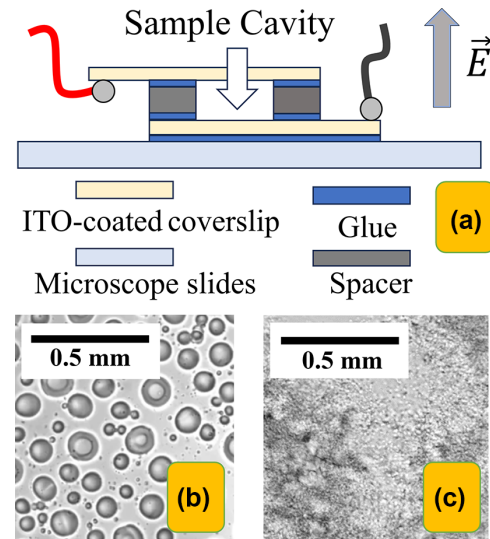 Sample Cavity
E
ITO-coated coverslip
Glue
(a)
Microscope slides
Spacer
0.5 mm
0.5 mm
(b)
(c)